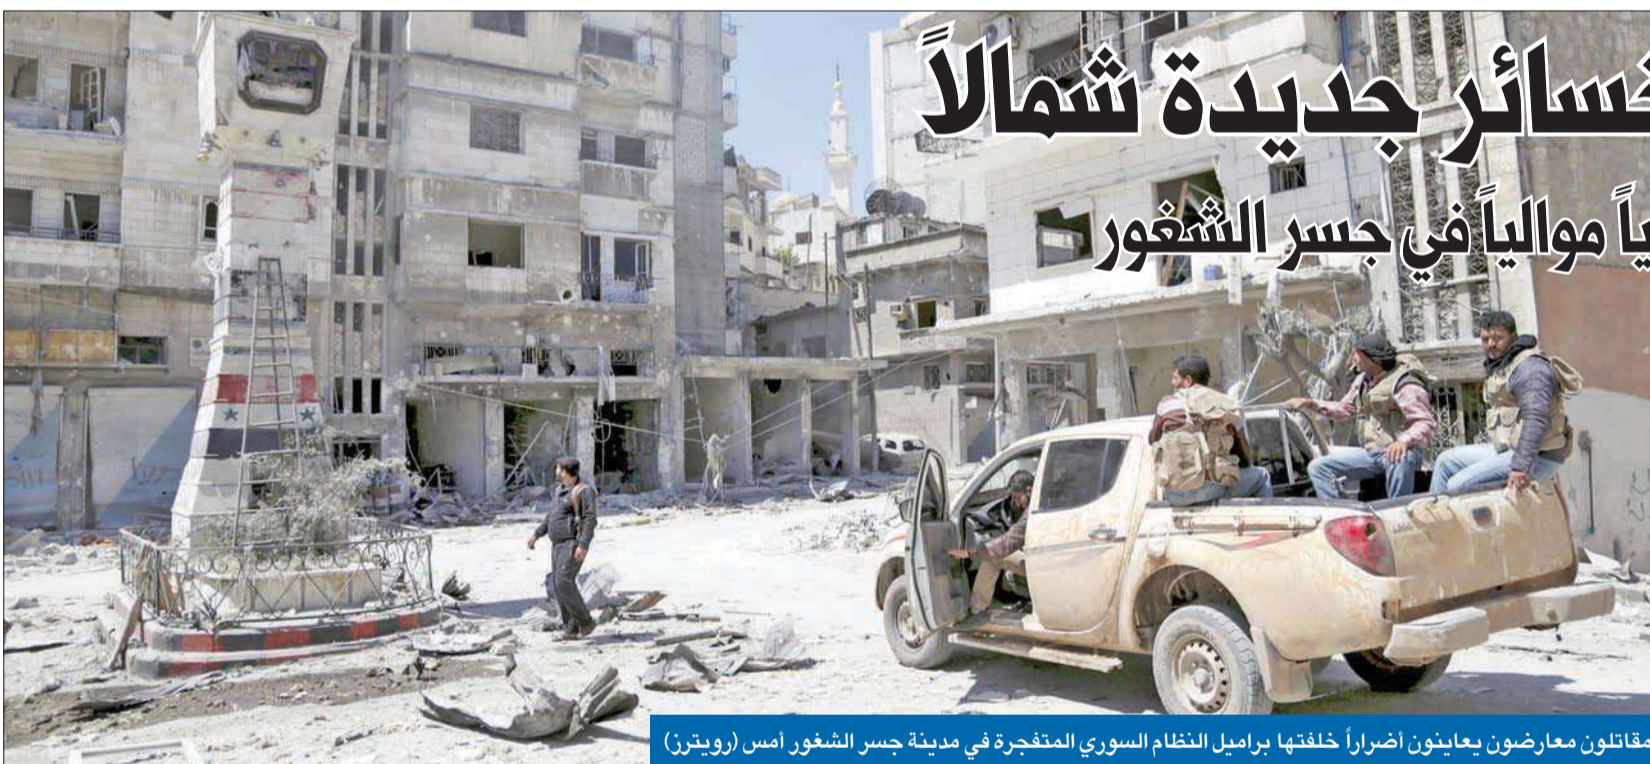 خسائر جديدة شمالاً
ياً موالياً في جسر الشغور
مقاتلون معارضون يعاينون أضراراً خلفتها براميل النظام السوري المتفجرة في مدينة جسر الشغور أمس (رويترز)